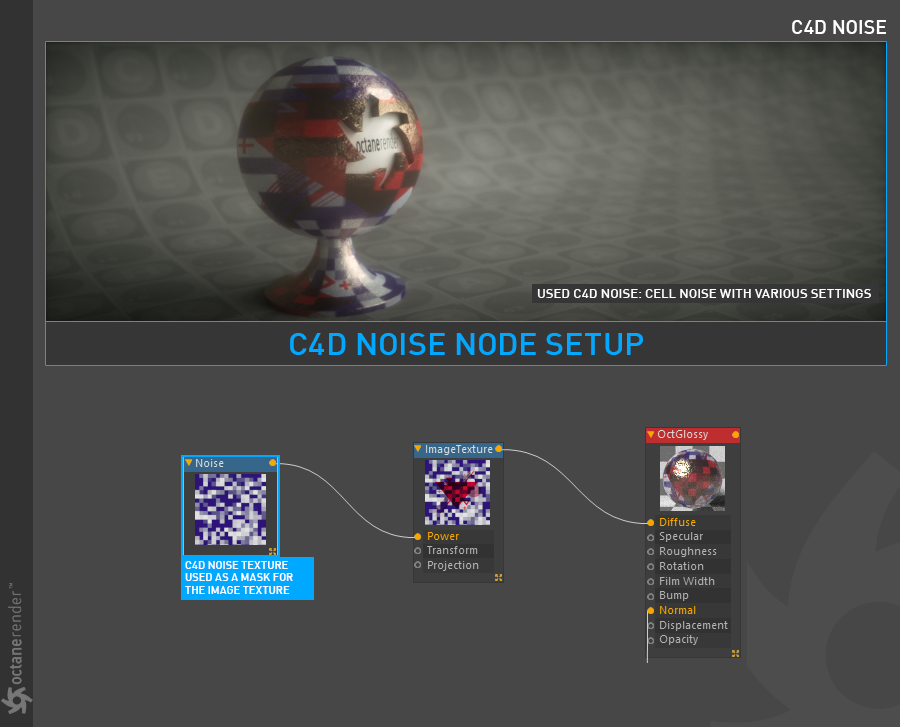 C4D NOISE
octanerender
USED C4D NOISE: CELL NOISE WITH VARIOUS SETTINGS
C4D NOISE NODE SETUP
Noise
C4D NOISE TEXTURE
USED AS A MASK FOR
THE IMAGE TEXTURE
ImageTexture
Power
Transform
Projection
OctGlossy
Diffuse
Specular
Roughness
Rotation
Film Width
Bump
Normal
Displacement
Opacity
octanerender™